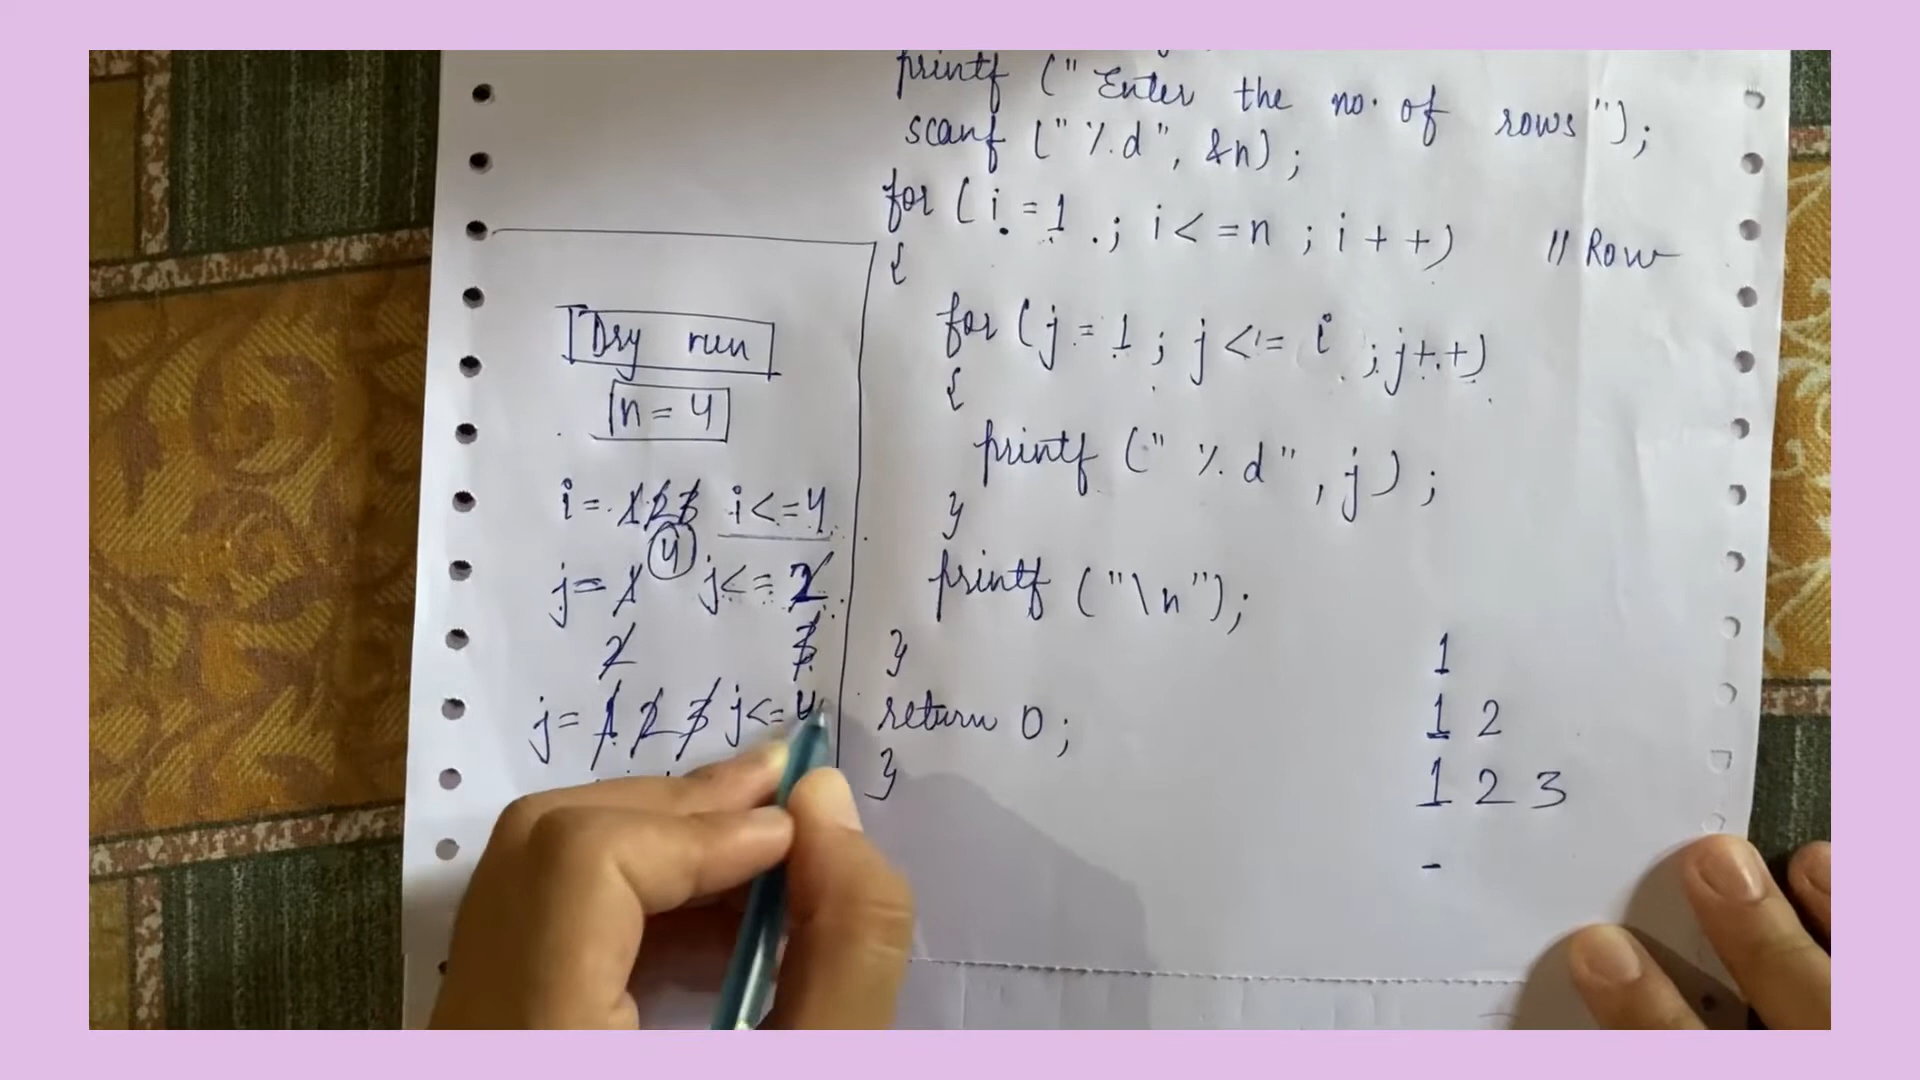 printf ("Enter the no. of rows");
scanf ("%d", &n);
for (i = 1 ; i <= n ; i + +) // Row
{
for (j = 1 ; j <= i ; j++)
{
printf (" %d" , j) ;
}
printf ("\n");
}
return 0 ;
}
Dry run
n = 4
i = 1 2 3 i <= 4
4
j = 1 j <= 2
2 3
j = 1 2 3 j <= 4
1
1 2
1 2 3
-